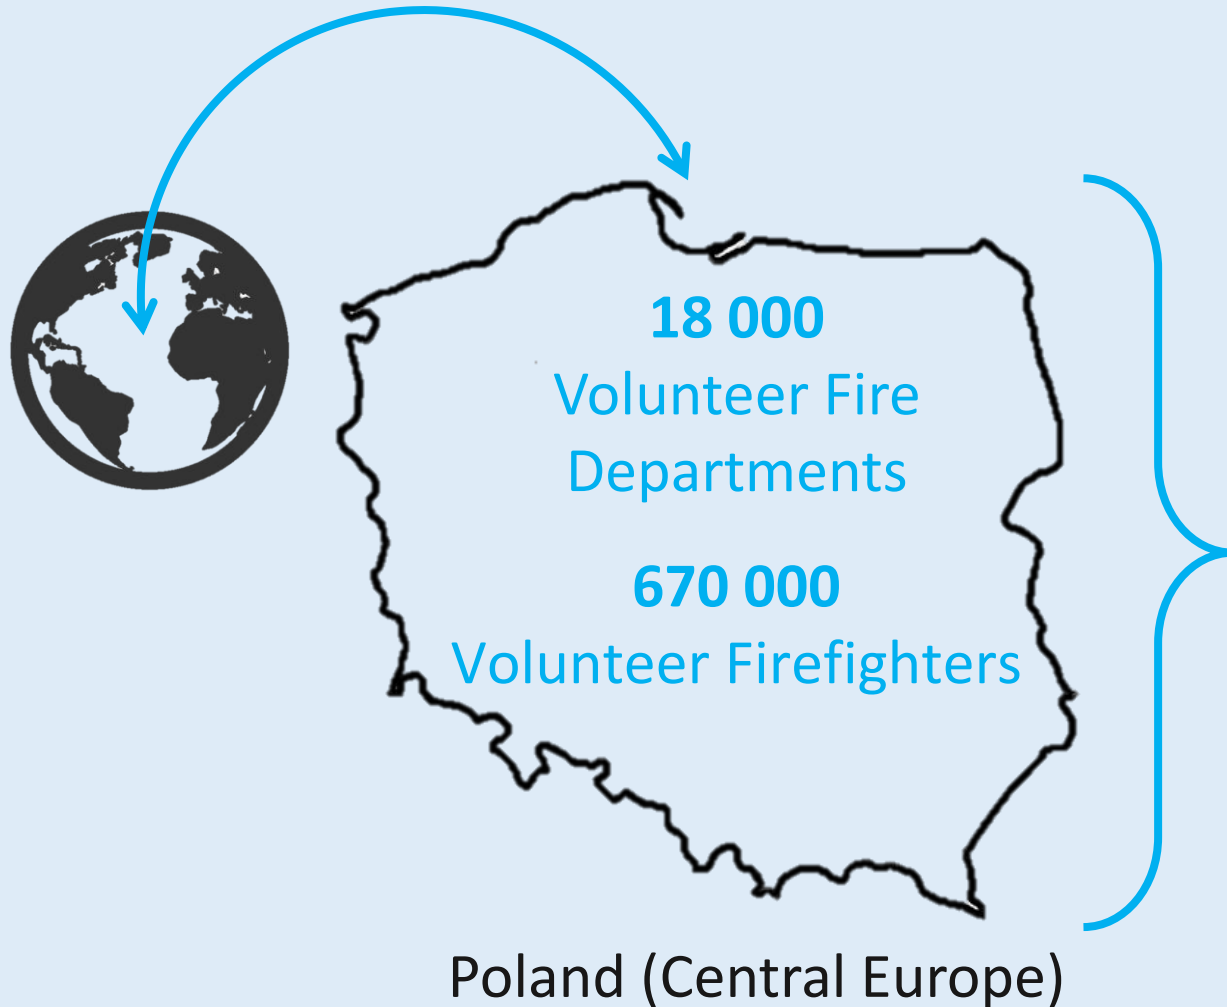 18 000
Volunteer Fire
Departments
670 000
Volunteer Firefighters
Poland (Central Europe)